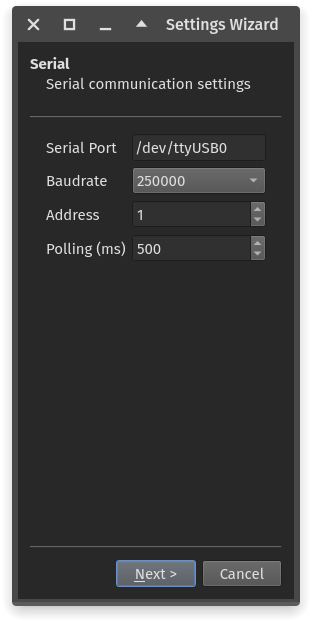 Settings Wizard
Serial
Serial communication settings
Serial Port /dev/ttyUSB0
Baudrate 250000
Address 1
Polling (ms) 500
Next > Cancel